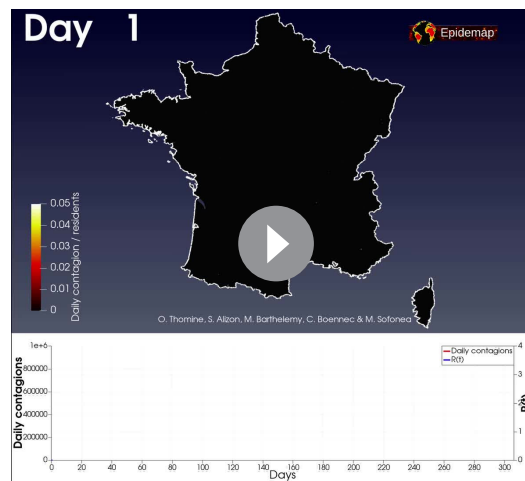 Day 1
Epidemap
0.05
0.04
0.03
0.02
0.01
0
Daily contagion / residents
O. Thomine, S. Alizon, M. Barthelemy, C. Boennec & M. Sofonea
Daily contagions
R(t)
1e+6
800000
600000
400000
200000
0
Daily contagions
4
3
2
1
0
R(t)
0 20 40 60 80 100 120 140 160 180 200 220 240 260 280 300
Days